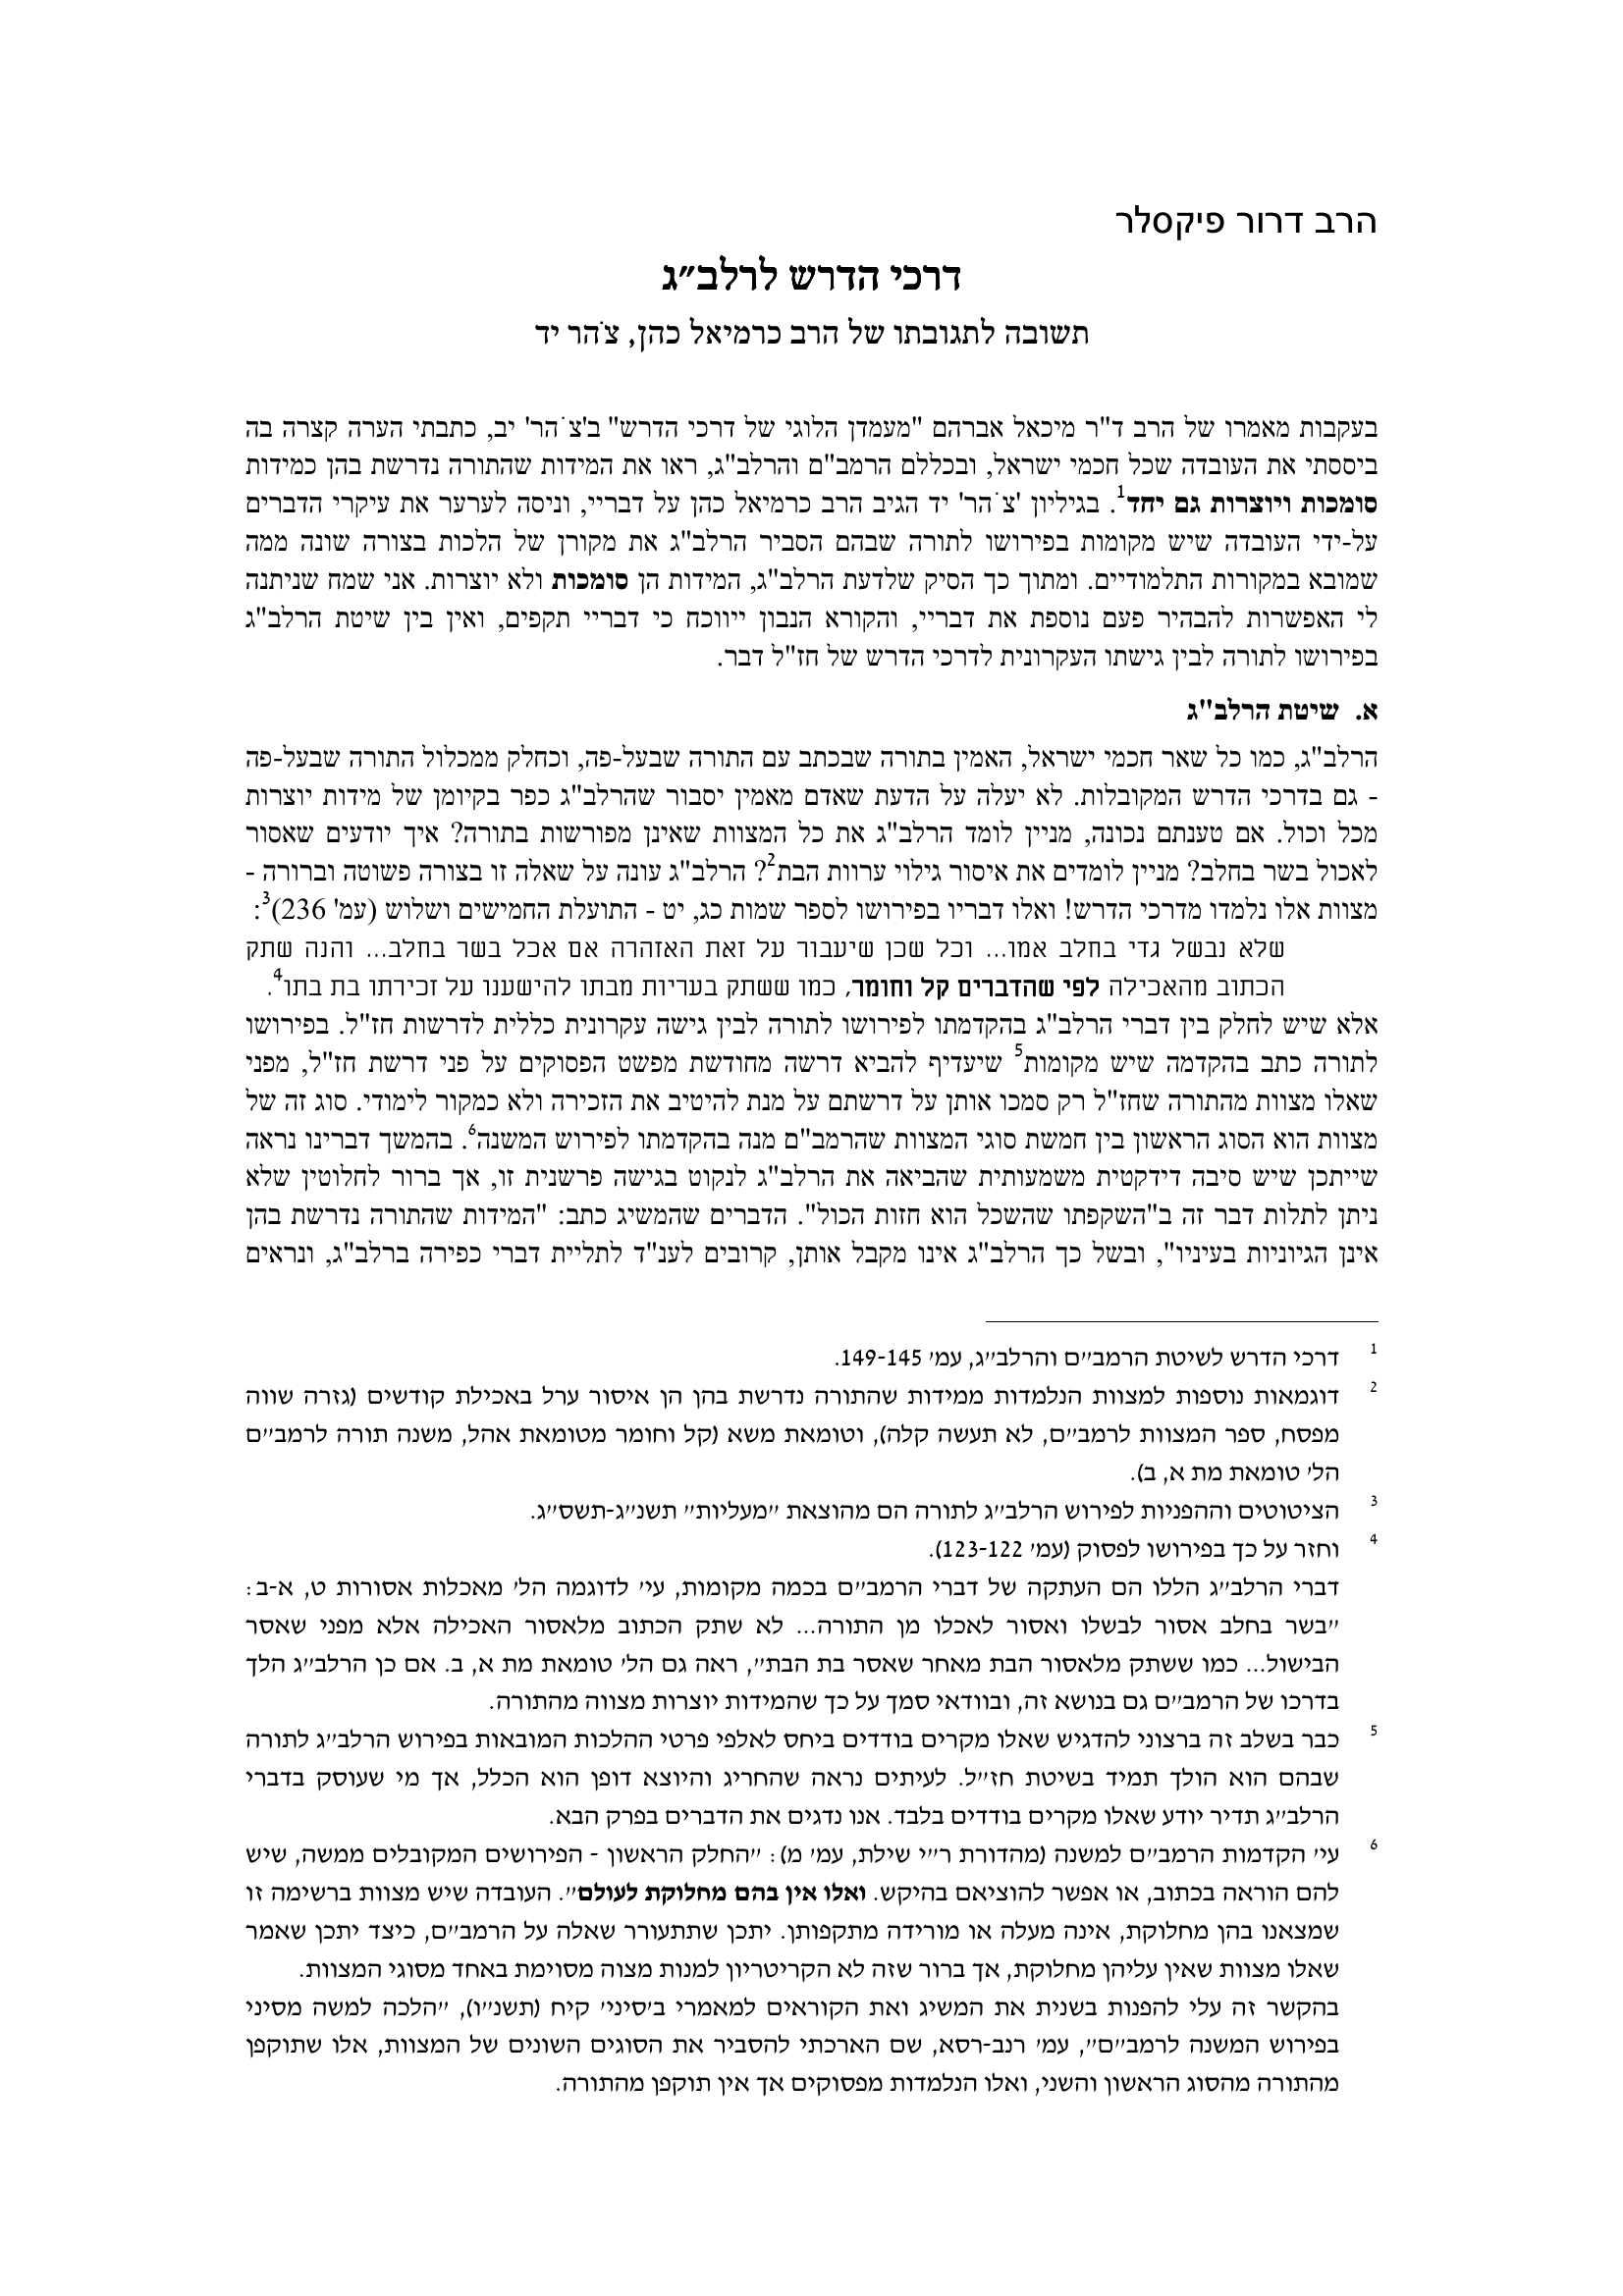 הרב דרור פיקסלר
דרכי הדרש לרלב״ג
תשובה לתגובתו של הרב כרמיאל כהן, צֹהר יד
בעקבות מאמרו של הרב ד"ר מיכאל אברהם "מעמדן הלוגי של דרכי הדרש" ב'צֹהר' יב, כתבתי הערה קצרה בה
ביססתי את העובדה שכל חכמי ישראל, ובכללם הרמב"ם והרלב"ג, ראו את המידות שהתורה נדרשת בהן כמידות
סומכות ויוצרות גם יחד1. בגיליון 'צֹהר' יד הגיב הרב כרמיאל כהן על דבריי, וניסה לערער את עיקרי הדברים
על-ידי העובדה שיש מקומות בפירושו לתורה שבהם הסביר הרלב"ג את מקורן של הלכות בצורה שונה ממה
שמובא במקורות התלמודיים. ומתוך כך הסיק שלדעת הרלב"ג, המידות הן סומכות ולא יוצרות. אני שמח שניתנה
לי האפשרות להבהיר פעם נוספת את דבריי, והקורא הנבון ייווכח כי דבריי תקפים, ואין בין שיטת הרלב"ג
בפירושו לתורה לבין גישתו העקרונית לדרכי הדרש של חז"ל דבר.
א. שיטת הרלב"ג
הרלב"ג, כמו כל שאר חכמי ישראל, האמין בתורה שבכתב עם התורה שבעל-פה, וכחלק ממכלול התורה שבעל-פה
- גם בדרכי הדרש המקובלות. לא יעלה על הדעת שאדם מאמין יסבור שהרלב"ג כפר בקיומן של מידות יוצרות
מכל וכול. אם טענתם נכונה, מניין לומד הרלב"ג את כל המצוות שאינן מפורשות בתורה? איך יודעים שאסור
לאכול בשר בחלב? מניין לומדים את איסור גילוי ערוות הבת2? הרלב"ג עונה על שאלה זו בצורה פשוטה וברורה -
מצוות אלו נלמדו מדרכי הדרש! ואלו דבריו בפירושו לספר שמות כג, יט - התועלת החמישים ושלוש (עמ' 236)3:
שלא נבשל גדי בחלב אמו... וכל שכן שיעבור על זאת האזהרה אם אכל בשר בחלב... והנה שתק
הכתוב מהאכילה לפי שהדברים קל וחומר, כמו ששתק בעריות מבתו להישענו על זכירתו בת בתו4.
אלא שיש לחלק בין דברי הרלב"ג בהקדמתו לפירושו לתורה לבין גישה עקרונית כללית לדרשות חז"ל. בפירושו
לתורה כתב בהקדמה שיש מקומות5 שיעדיף להביא דרשה מחודשת מפשט הפסוקים על פני דרשת חז"ל, מפני
שאלו מצוות מהתורה שחז"ל רק סמכו אותן על דרשתם על מנת להיטיב את הזכירה ולא כמקור לימודי. סוג זה של
מצוות הוא הסוג הראשון בין חמשת סוגי המצוות שהרמב"ם מנה בהקדמתו לפירוש המשנה6. בהמשך דברינו נראה
שייתכן שיש סיבה דידקטית משמעותית שהביאה את הרלב"ג לנקוט בגישה פרשנית זו, אך ברור לחלוטין שלא
ניתן לתלות דבר זה ב"השקפתו שהשכל הוא חזות הכול". הדברים שהמשיג כתב: "המידות שהתורה נדרשת בהן
אינן הגיוניות בעיניו", ובשל כך הרלב"ג אינו מקבל אותן, קרובים לענ"ד לתליית דברי כפירה ברלב"ג, ונראים
1 דרכי הדרש לשיטת הרמב״ם והרלב״ג, עמ׳ 149-145.
2 דוגמאות נוספות למצוות הנלמדות ממידות שהתורה נדרשת בהן הן איסור ערל באכילת קודשים (גזרה שווה
מפסח, ספר המצוות לרמב״ם, לא תעשה קלה), וטומאת משא (קל וחומר מטומאת אהל, משנה תורה לרמב״ם
הל׳ טומאת מת א, ב).
3 הציטוטים וההפניות לפירוש הרלב״ג לתורה הם מהוצאת ״מעליות״ תשנ״ג-תשס״ג.
4 וחזר על כך בפירושו לפסוק (עמ׳ 123-122).
דברי הרלב״ג הללו הם העתקה של דברי הרמב״ם בכמה מקומות, עי׳ לדוגמה הל׳ מאכלות אסורות ט, א-ב:
״בשר בחלב אסור לבשלו ואסור לאכלו מן התורה... לא שתק הכתוב מלאסור האכילה אלא מפני שאסר
הבישול... כמו ששתק מלאסור הבת מאחר שאסר בת הבת״, ראה גם הל׳ טומאת מת א, ב. אם כן הרלב״ג הלך
בדרכו של הרמב״ם גם בנושא זה, ובוודאי סמך על כך שהמידות יוצרות מצווה מהתורה.
5 כבר בשלב זה ברצוני להדגיש שאלו מקרים בודדים ביחס לאלפי פרטי ההלכות המובאות בפירוש הרלב״ג לתורה
שבהם הוא הולך תמיד בשיטת חז״ל. לעיתים נראה שהחריג והיוצא דופן הוא הכלל, אך מי שעוסק בדברי
הרלב״ג תדיר יודע שאלו מקרים בודדים בלבד. אנו נדגים את הדברים בפרק הבא.
6 עי׳ הקדמות הרמב״ם למשנה (מהדורת ר״י שילת, עמ׳ מ): ״החלק הראשון - הפירושים המקובלים ממשה, שיש
להם הוראה בכתוב, או אפשר להוציאם בהיקש. ואלו אין בהם מחלוקת לעולם״. העובדה שיש מצוות ברשימה זו
שמצאנו בהן מחלוקת, אינה מעלה או מורידה מתקפותן. יתכן שתתעורר שאלה על הרמב״ם, כיצד יתכן שאמר
שאלו מצוות שאין עליהן מחלוקת, אך ברור שזה לא הקריטריון למנות מצוה מסוימת באחד מסוגי המצוות.
בהקשר זה עלי להפנות בשנית את המשיג ואת הקוראים למאמרי ב׳סיני׳ קיח (תשנ״ו), ״הלכה למשה מסיני
בפירוש המשנה לרמב״ם״, עמ׳ רנב-רסא, שם הארכתי להסביר את הסוגים השונים של המצוות, אלו שתוקפן
מהתורה מהסוג הראשון והשני, ואלו הנלמדות מפסוקים אך אין תוקפן מהתורה.